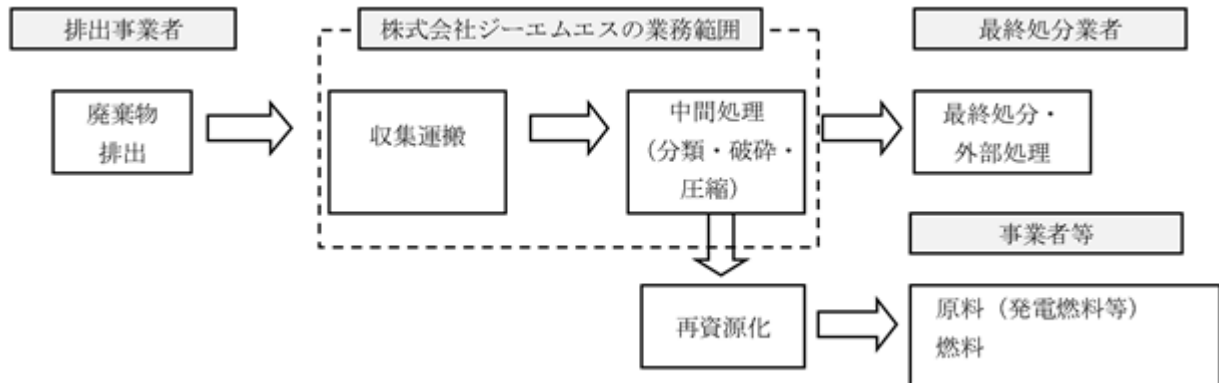 排出事業者
株式会社ジーエムエスの業務範囲
最終処分業者
廃棄物
排出
収集運搬
中間処理
（分類・破砕・
圧縮）
最終処分・
外部処理
事業者等
再資源化
原料（発電燃料等）
燃料